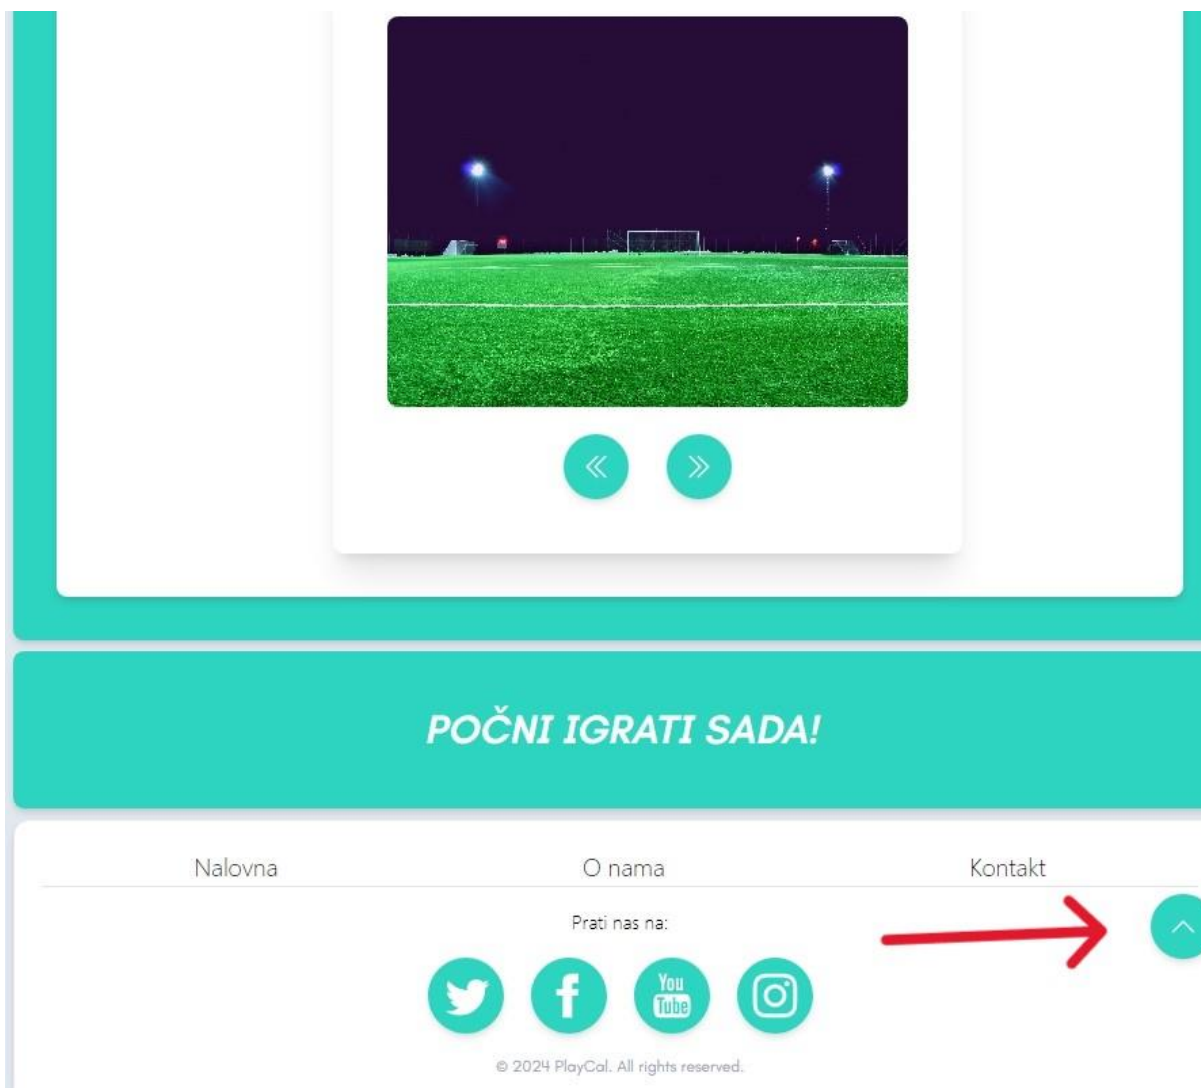 POČNI IGRATI SADA!
Nalovna
O nama
Kontakt
Prati nas na:
You
Tube
© 2024 PlayCal. All rights reserved.